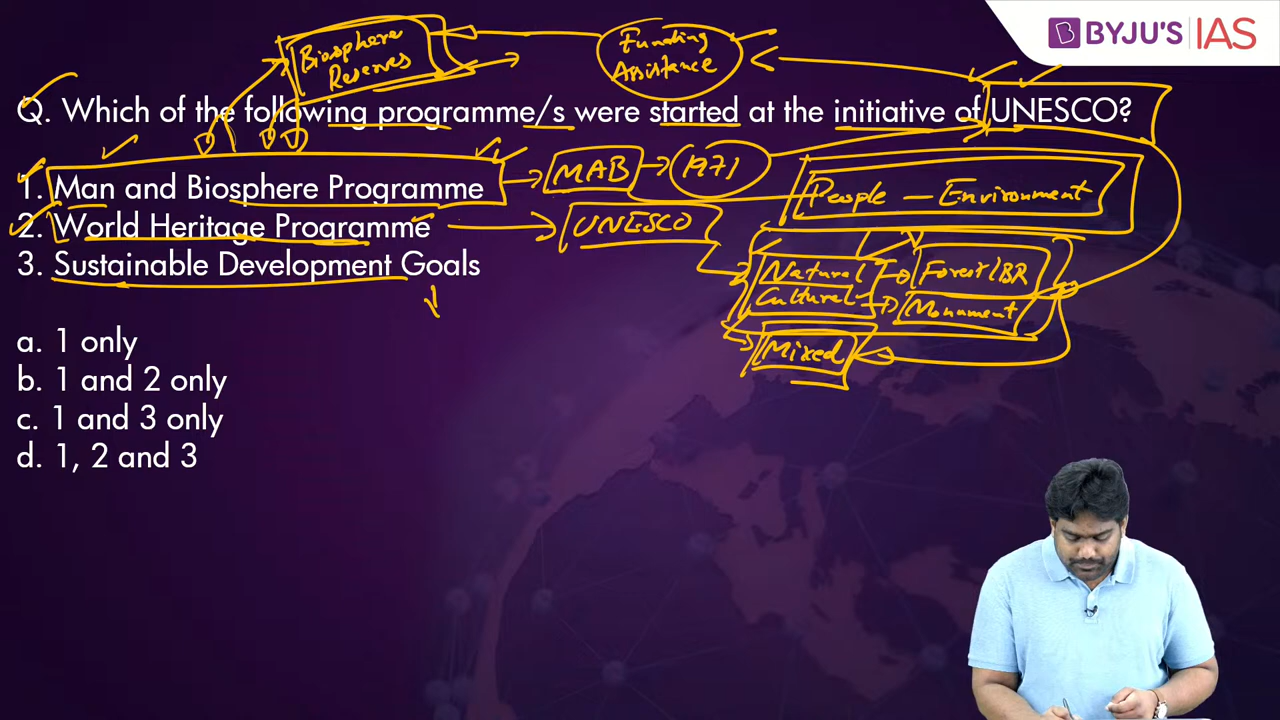 BYJU'S IAS
Biosphere
Reserves
Funding
Assistance
Q. Which of the following programme/s were started at the initiative of UNESCO?
1. Man and Biosphere Programme
MAB
1971
People - Environment
2. World Heritage Programme
UNESCO
3. Sustainable Development Goals
Natural
Forest/BR
Cultural
Monument
Mixed
a. 1 only
b. 1 and 2 only
c. 1 and 3 only
d. 1, 2 and 3